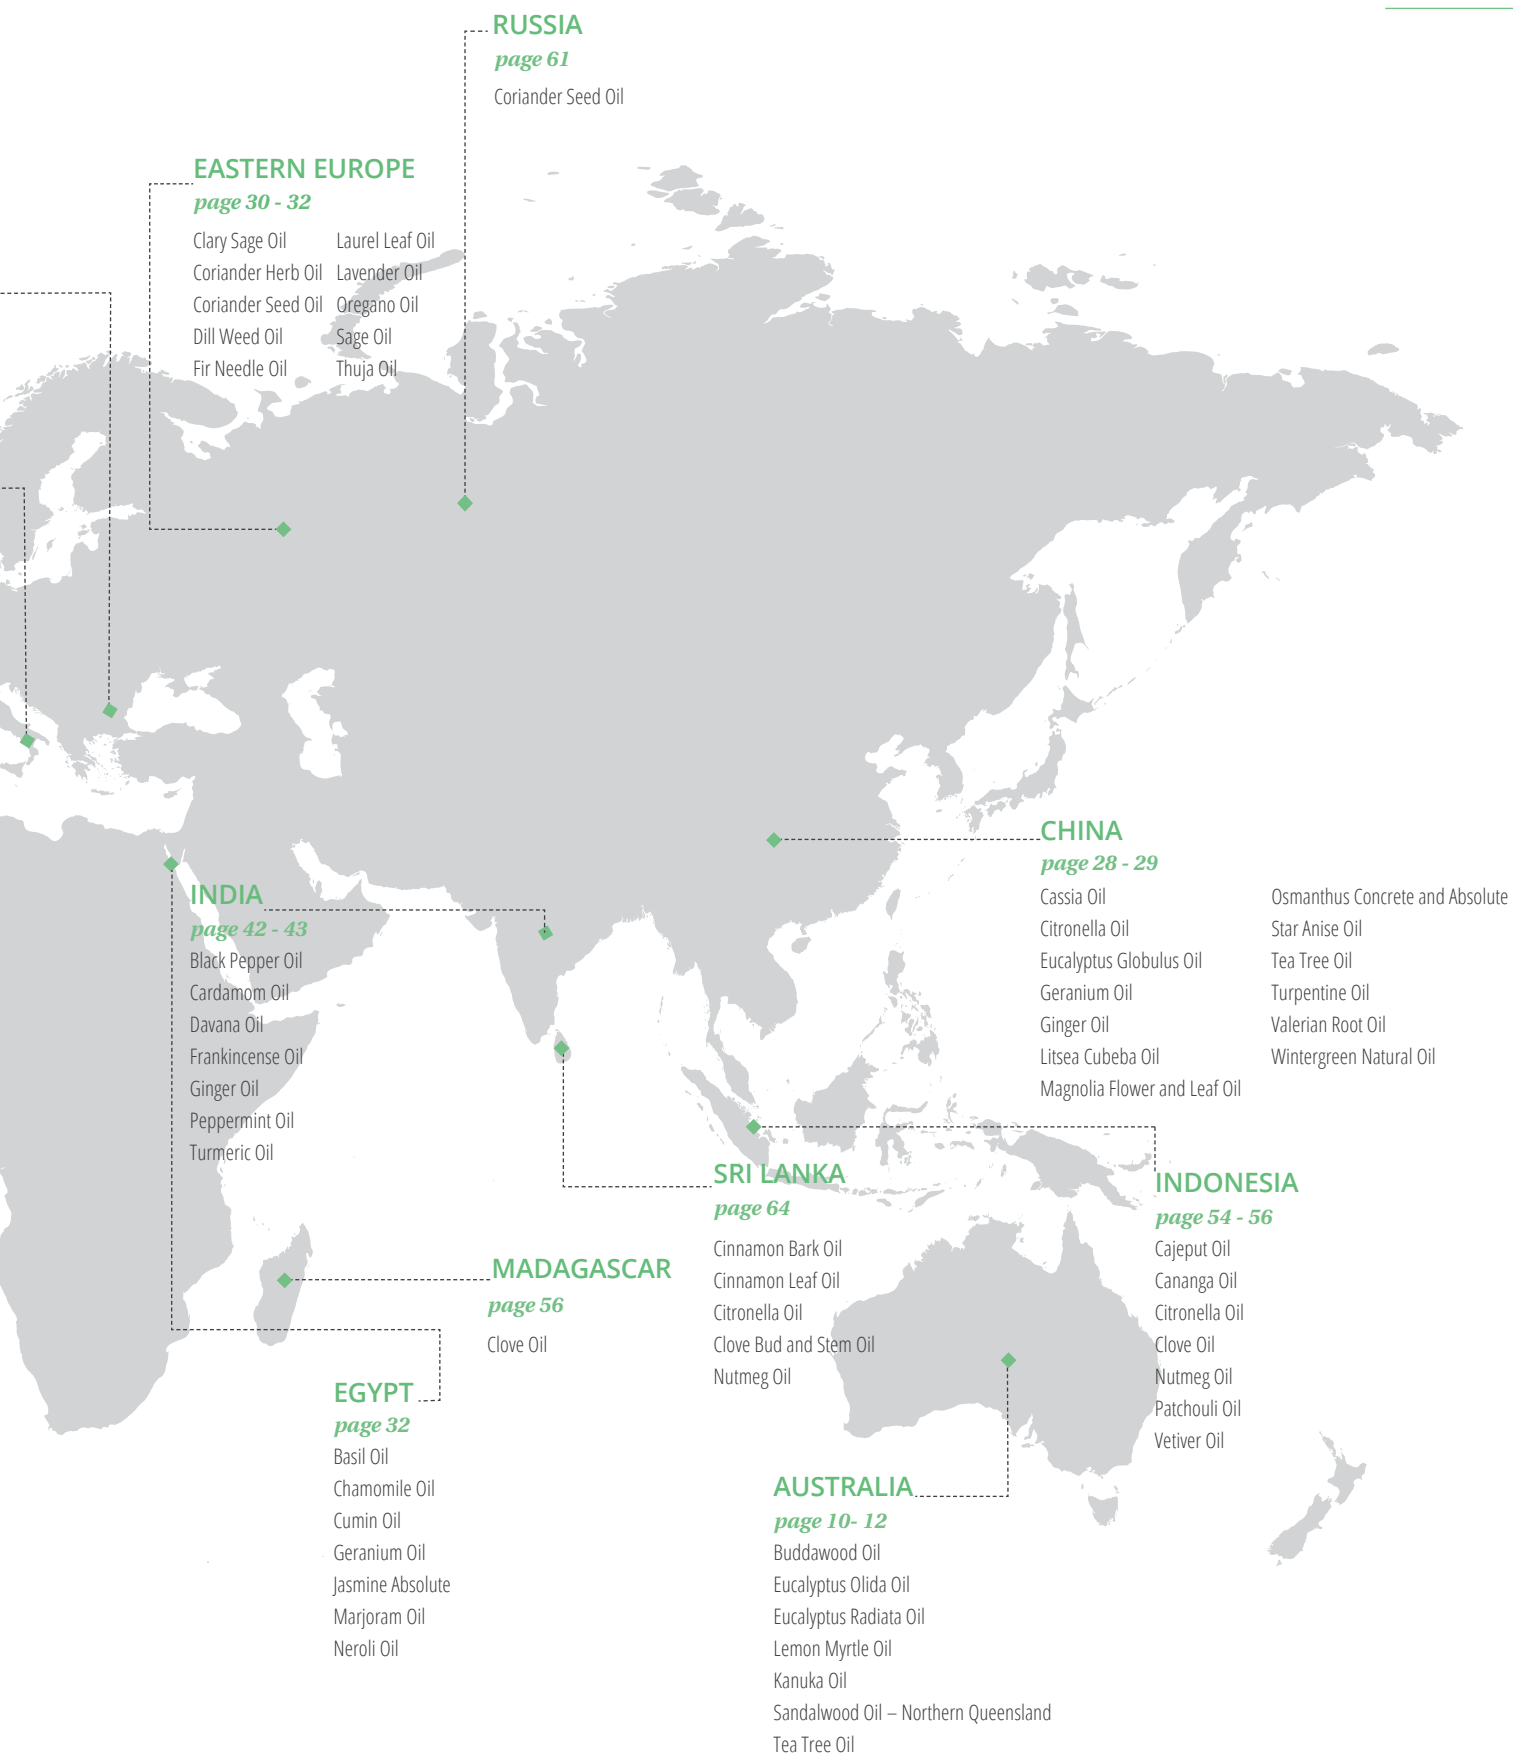 RUSSIA
page 61
Coriander Seed Oil
EASTERN EUROPE
page 30 - 32
Clary Sage Oil
Coriander Herb Oil
Coriander Seed Oil
Dill Weed Oil
Fir Needle Oil
Laurel Leaf Oil
Lavender Oil
Oregano Oil
Sage Oil
Thuja Oil
CHINA
page 28 - 29
Cassia Oil
Citronella Oil
Eucalyptus Globulus Oil
Geranium Oil
Ginger Oil
Litsea Cubeba Oil
Magnolia Flower and Leaf Oil
Osmanthus Concrete and Absolute
Star Anise Oil
Tea Tree Oil
Turpentine Oil
Valerian Root Oil
Wintergreen Natural Oil
INDIA
page 42 - 43
Black Pepper Oil
Cardamom Oil
Davana Oil
Frankincense Oil
Ginger Oil
Peppermint Oil
Turmeric Oil
SRI LANKA
page 64
Cinnamon Bark Oil
Cinnamon Leaf Oil
Citronella Oil
Clove Bud and Stem Oil
Nutmeg Oil
INDONESIA
page 54 - 56
Cajeput Oil
Cananga Oil
Citronella Oil
Clove Oil
Nutmeg Oil
Patchouli Oil
Vetiver Oil
MADAGASCAR
page 56
Clove Oil
EGYPT
page 32
Basil Oil
Chamomile Oil
Cumin Oil
Geranium Oil
Jasmine Absolute
Marjoram Oil
Neroli Oil
AUSTRALIA
page 10- 12
Buddawood Oil
Eucalyptus Olida Oil
Eucalyptus Radiata Oil
Lemon Myrtle Oil
Kanuka Oil
Sandalwood Oil – Northern Queensland
Tea Tree Oil